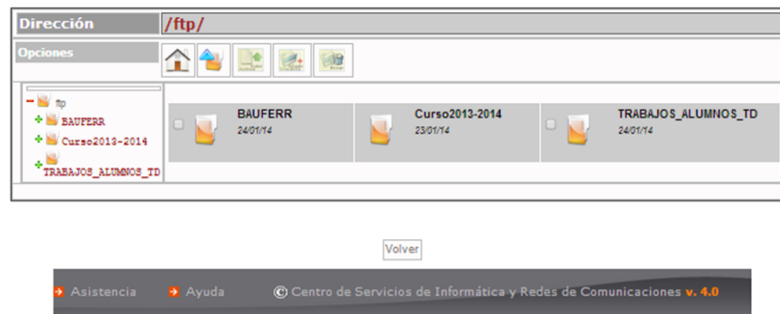 Dirección /ftp/
Opciones
ftp
BAUFERR
Curso2013-2014
TRABAJOS_ALUMNOS_TD
BAUFERR
24/01/14
Curso2013-2014
23/01/14
TRABAJOS_ALUMNOS_TD
24/01/14
Volver
Asistencia Ayuda © Centro de Servicios de Informática y Redes de Comunicaciones v. 4.0